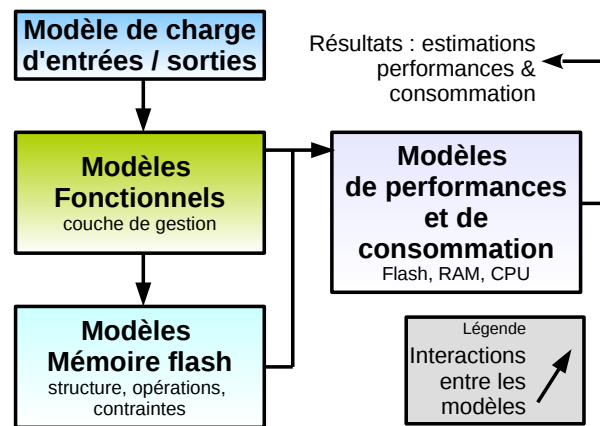 Modèle de charge
d'entrées / sorties
Résultats : estimations
performances &
consommation
Modèles
Fonctionnels
couche de gestion
Modèles
de performances
et de
consommation
Flash, RAM, CPU
Modèles
Mémoire flash
structure, opérations,
contraintes
Légende
Interactions
entre les
modèles